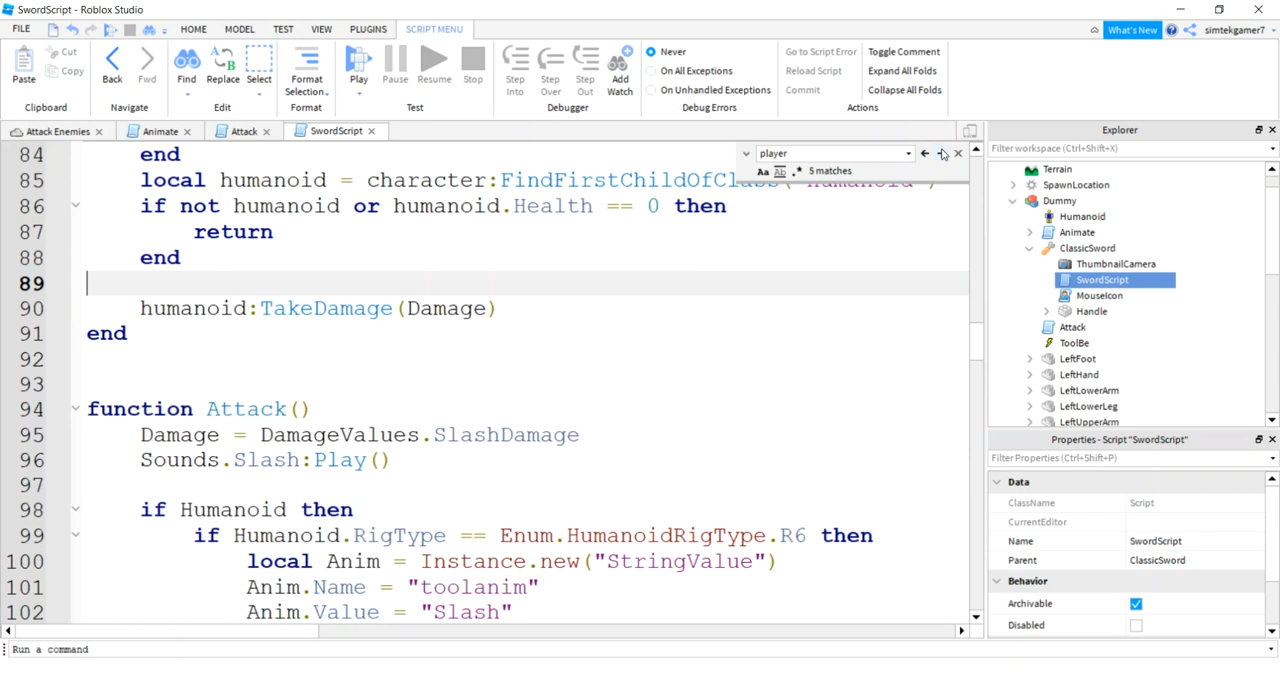 SwordScript - Roblox Studio
FILE HOME MODEL TEST VIEW PLUGINS SCRIPT MENU What's New simtekgamer7
Paste Cut Copy Back Fwd Find Replace Select Format Selection Play Pause Resume Stop Step Into Step Over Step Out Add Watch
Never Go to Script Error Toggle Comment
On All Exceptions Reload Script Expand All Folds
On Unhandled Exceptions Commit Collapse All Folds
Clipboard Navigate Edit Format Test Debugger Debug Errors Actions
Attack Enemies Animate Attack SwordScript
player
Aa Ab .* 5 matches
84 end
85 local humanoid = character:FindFirstChildOfClass("Humanoid")
86 if not humanoid or humanoid.Health == 0 then
87 return
88 end
89
90 humanoid:TakeDamage(Damage)
91 end
92
93
94 function Attack()
95 Damage = DamageValues.SlashDamage
96 Sounds.Slash:Play()
97
98 if Humanoid then
99 if Humanoid.RigType == Enum.HumanoidRigType.R6 then
100 local Anim = Instance.new("StringValue")
101 Anim.Name = "toolanim"
102 Anim.Value = "Slash"
Explorer
Filter workspace (Ctrl+Shift+X)
Terrain
SpawnLocation
Dummy
Humanoid
Animate
ClassicSword
ThumbnailCamera
SwordScript
MouseIcon
Handle
Attack
ToolBe
LeftFoot
LeftHand
LeftLowerArm
LeftLowerLeg
LeftUpperArm
Properties - Script "SwordScript"
Filter Properties (Ctrl+Shift+P)
Data
ClassName Script
CurrentEditor
Name SwordScript
Parent ClassicSword
Behavior
Archivable
Disabled
Run a command